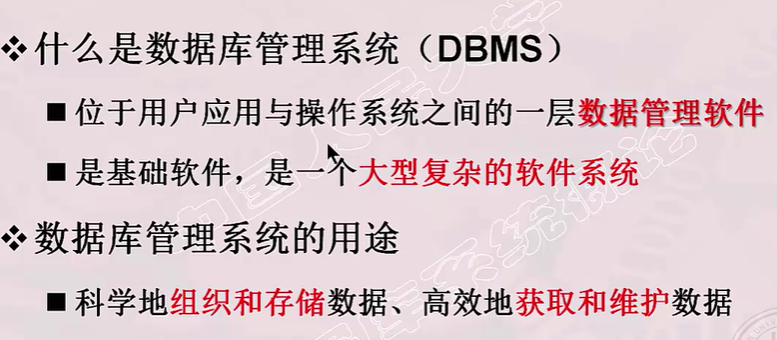 ❖什么是数据库管理系统（DBMS）
■位于用户应用与操作系统之间的一层数据管理软件
■是基础软件，是一个大型复杂的软件系统
❖数据库管理系统的用途
■科学地组织和存储数据、高效地获取和维护数据